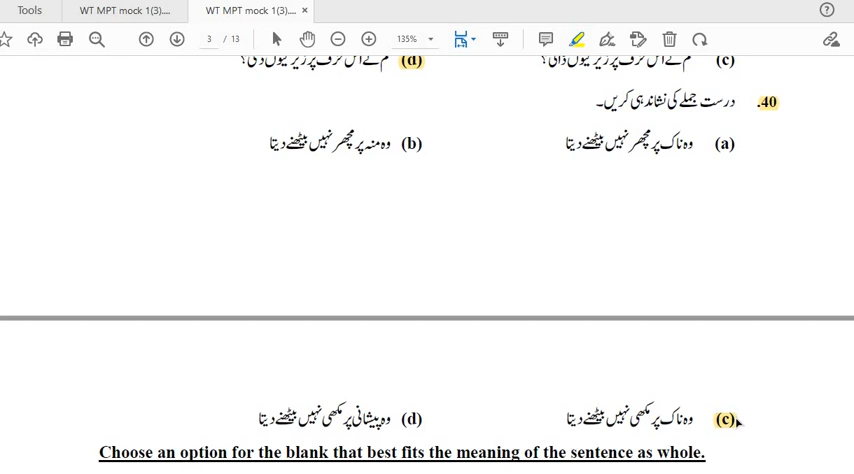 Tools WT MPT mock 1(3).... WT MPT mock 1(3).... ×
3 / 13 135%
(c) تم نے اس حرف پر زیر کیوں ڈالی؟ (d) تم نے اس حرف پر زیر کیوں دی؟
.40 درست جملے کی نشاندہی کریں۔
(a) وہ ناک پر مچھر نہیں بیٹھنے دیتا (b) وہ منہ پر مچھر نہیں بیٹھنے دیتا
(c) وہ ناک پر مکھی نہیں بیٹھنے دیتا (d) وہ پیشانی پر مکھی نہیں بیٹھنے دیتا
Choose an option for the blank that best fits the meaning of the sentence as whole.